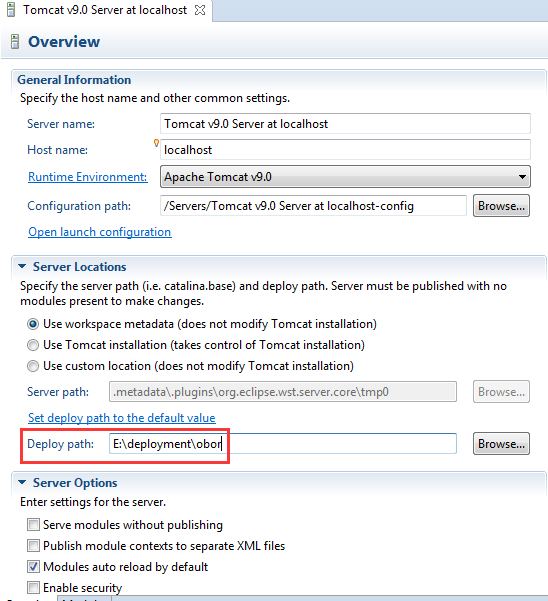 Tomcat v9.0 Server at localhost
Overview
General Information
Specify the host name and other common settings.
Server name: Tomcat v9.0 Server at localhost
Host name: localhost
Runtime Environment: Apache Tomcat v9.0
Configuration path: /Servers/Tomcat v9.0 Server at localhost-config Browse...
Open launch configuration
Server Locations
Specify the server path (i.e. catalina.base) and deploy path. Server must be published with no
modules present to make changes.
Use workspace metadata (does not modify Tomcat installation)
Use Tomcat installation (takes control of Tomcat installation)
Use custom location (does not modify Tomcat installation)
Server path: .metadata\.plugins\org.eclipse.wst.server.core\tmp0 Browse...
Set deploy path to the default value
Deploy path: E:\deployment\obor Browse...
Server Options
Enter settings for the server.
Serve modules without publishing
Publish module contexts to separate XML files
Modules auto reload by default
Enable security